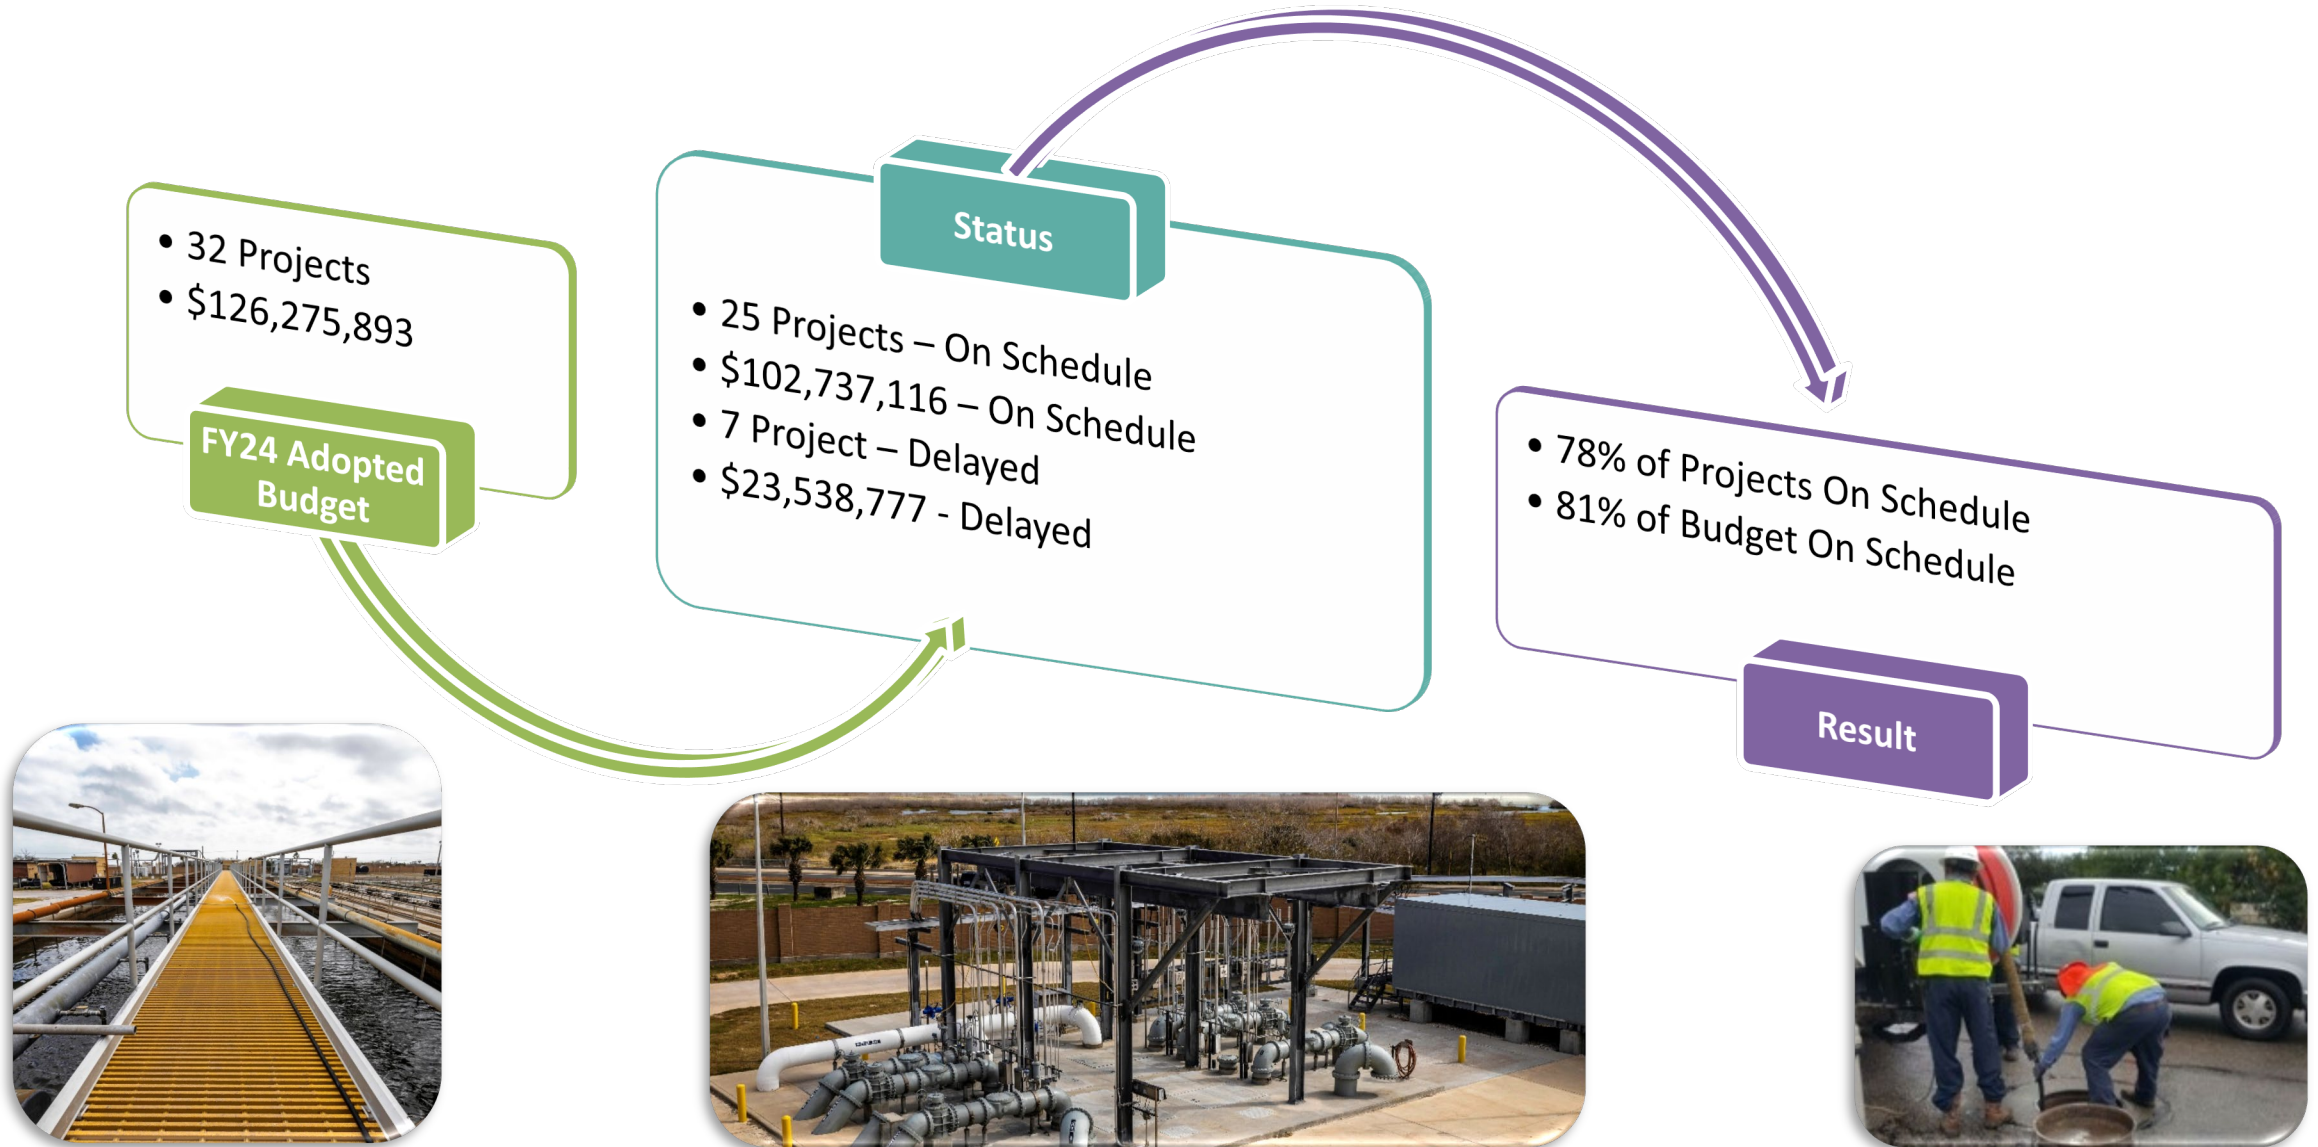 • 32 Projects
• $126,275,893
FY24 Adopted
Budget
Status
• 25 Projects – On Schedule
• $102,737,116 – On Schedule
• 7 Project – Delayed
• $23,538,777 - Delayed
• 78% of Projects On Schedule
• 81% of Budget On Schedule
Result